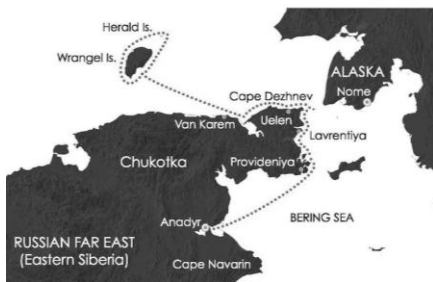 Herald Is.
Wrangel Is.
ALASKA
Nome
Cape Dezhnev
Uelen
Van Karem
Lavrentiya
Chukotka
Provideniya
Anadyr
BERING SEA
RUSSIAN FAR EAST
(Eastern Siberia)
Cape Navarin